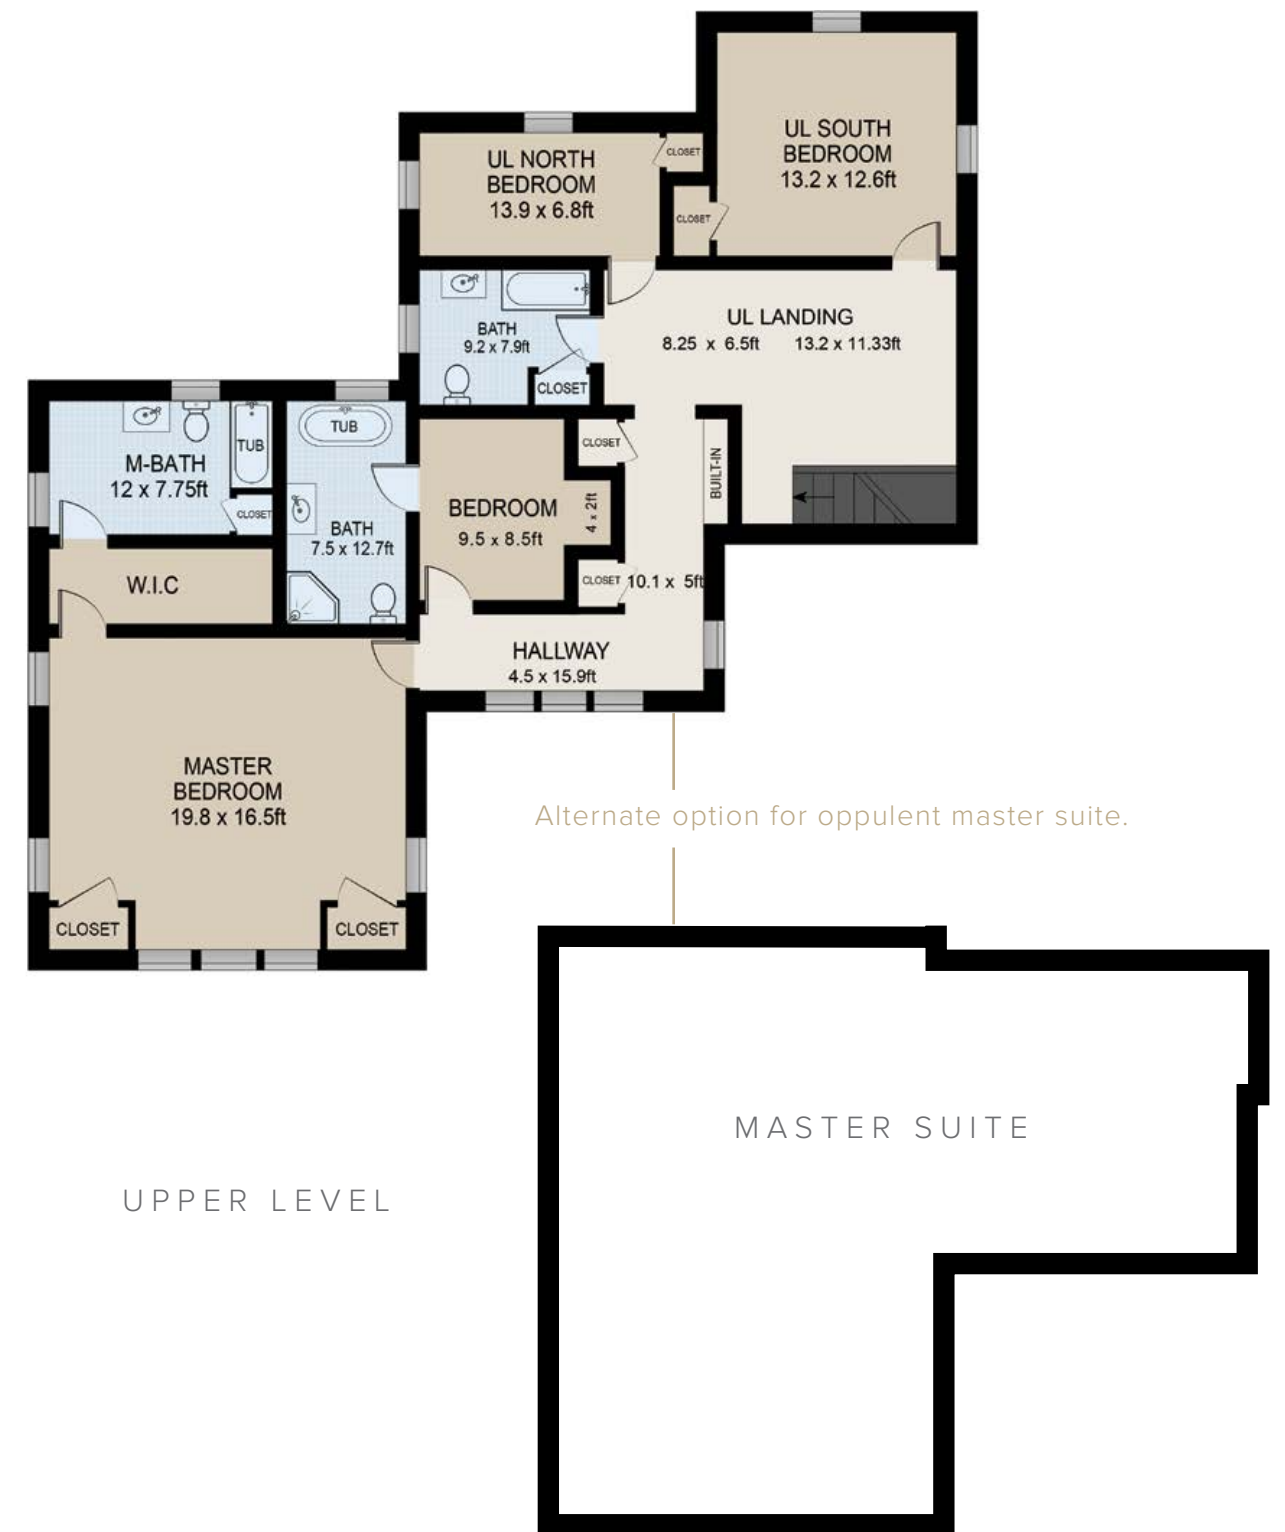 UL SOUTH
BEDROOM
13.2 x 12.6ft
CLOSET
UL NORTH
BEDROOM
13.9 x 6.8ft
CLOSET
UL LANDING
8.25 x 6.5ft
13.2 x 11.33ft
BATH
9.2 x 7.9ft
CLOSET
TUB
TUB
M-BATH
12 x 7.75ft
CLOSET
BATH
7.5 x 12.7ft
CLOSET
BEDROOM
9.5 x 8.5ft
4 x 2ft
BUILT-IN
W.I.C
CLOSET
10.1 x 5ft
HALLWAY
4.5 x 15.9ft
MASTER
BEDROOM
19.8 x 16.5ft
CLOSET
CLOSET
Alternate option for oppulent master suite.
MASTER SUITE
UPPER LEVEL